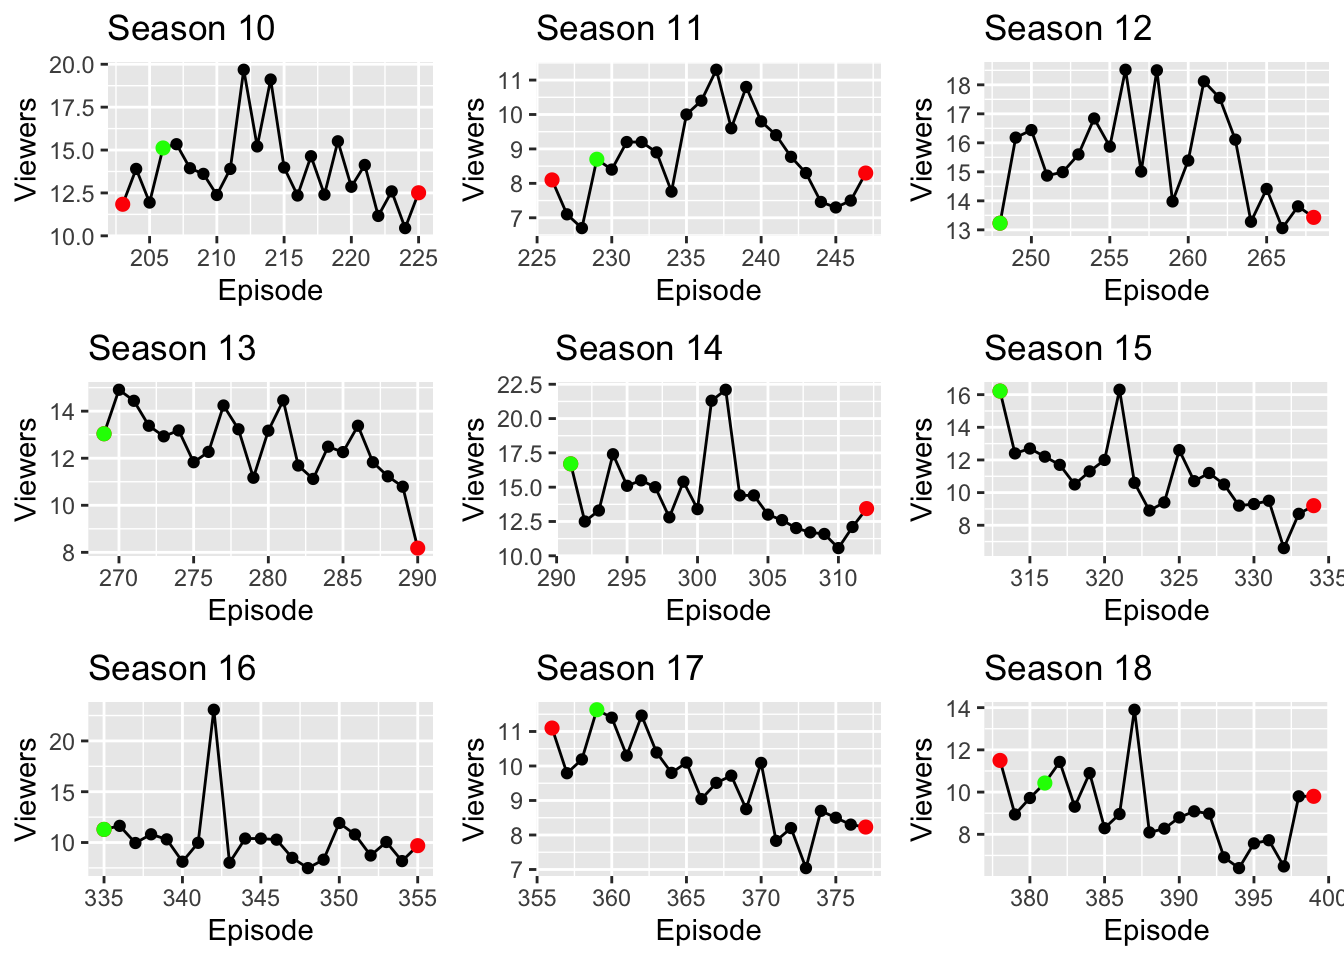 Season 10
Viewers
20.0
17.5
15.0
12.5
10.0
205 210 215 220 225
Episode
Season 11
Viewers
11
10
9
8
7
225 230 235 240 245
Episode
Season 12
Viewers
18
17
16
15
14
13
250 255 260 265
Episode
Season 13
Viewers
14
12
10
8
270 275 280 285 290
Episode
Season 14
Viewers
22.5
20.0
17.5
15.0
12.5
10.0
290 295 300 305 310
Episode
Season 15
Viewers
16
14
12
10
8
315 320 325 330 335
Episode
Season 16
Viewers
20
15
10
335 340 345 350 355
Episode
Season 17
Viewers
11
10
9
8
7
355 360 365 370 375
Episode
Season 18
Viewers
14
12
10
8
380 385 390 395 400
Episode